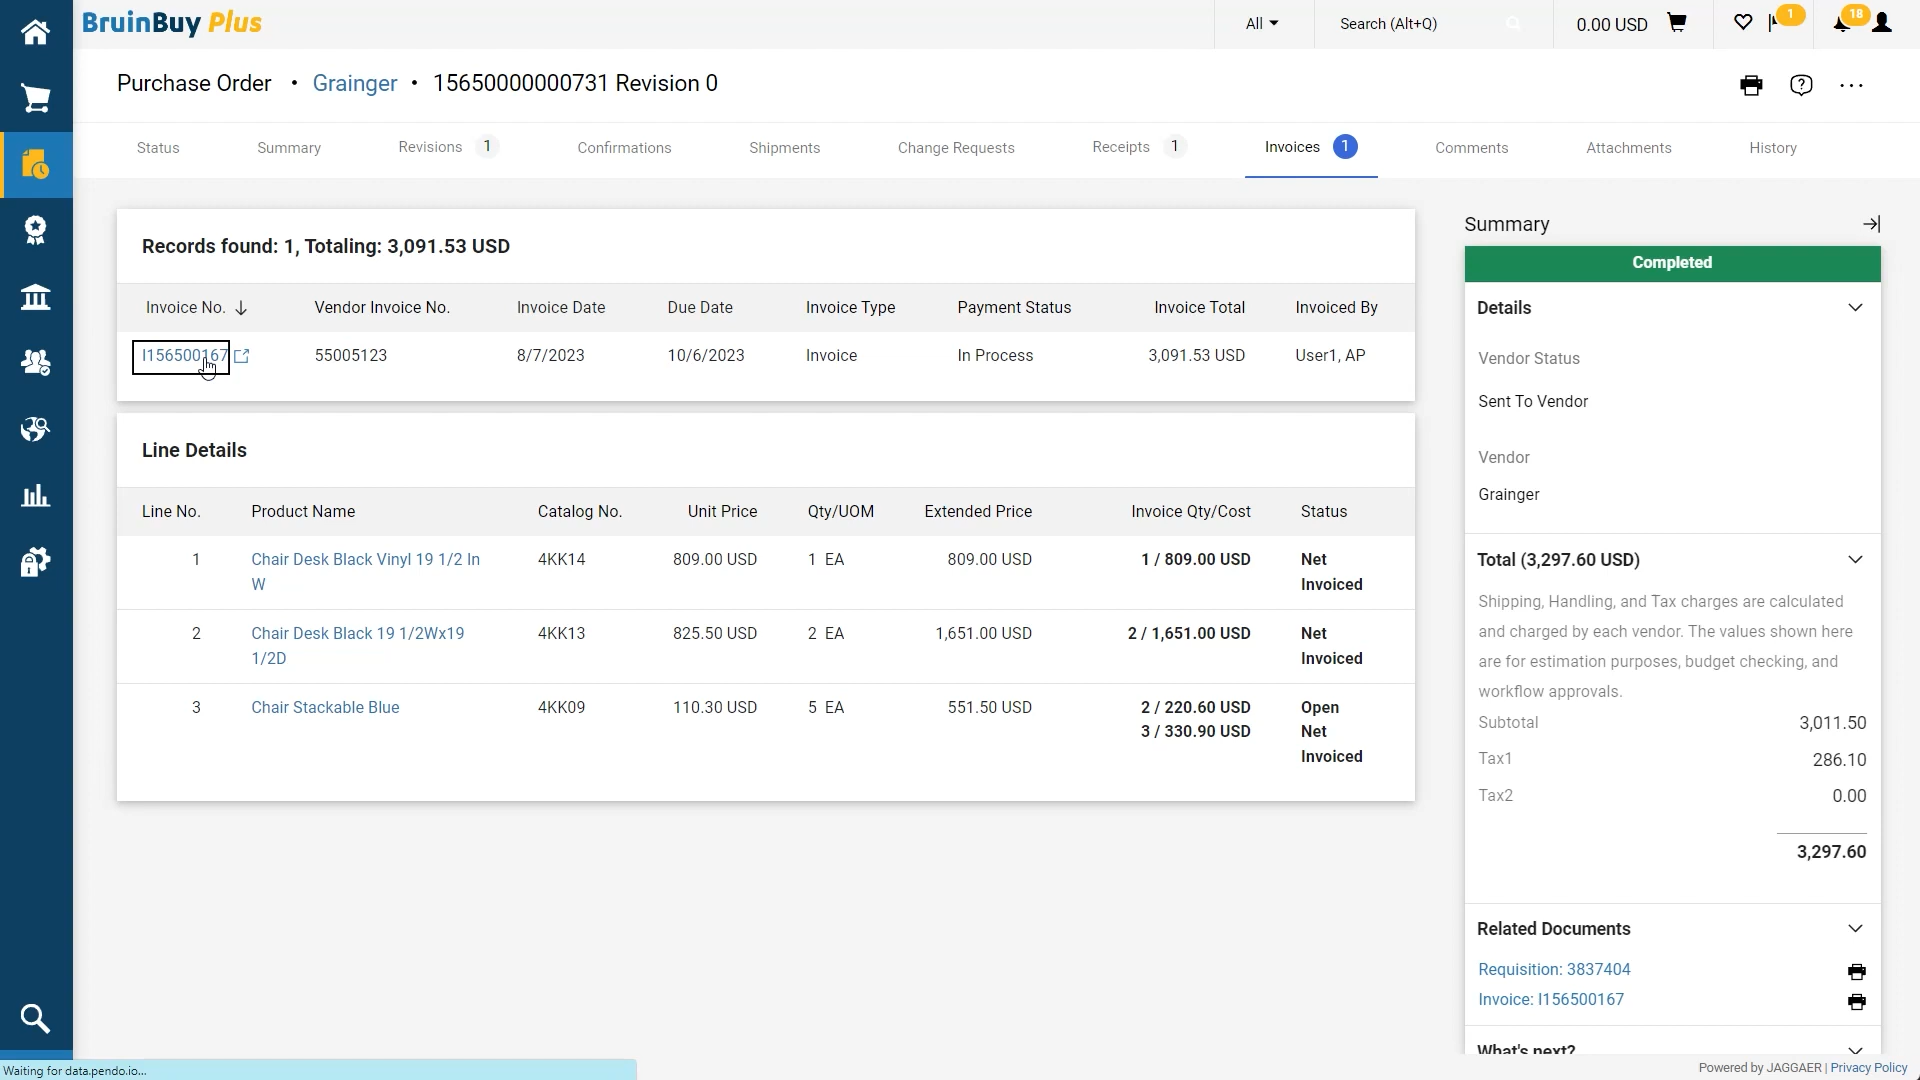 BruinBuy Plus
All
Search (Alt+Q)
0.00 USD
1
18
Purchase Order • Grainger • 15650000000731 Revision 0
Status
Summary
Revisions 1
Confirmations
Shipments
Change Requests
Receipts 1
Invoices 1
Comments
Attachments
History
Records found: 1, Totaling: 3,091.53 USD
Invoice No. Vendor Invoice No. Invoice Date Due Date Invoice Type Payment Status Invoice Total Invoiced By
I156500167 55005123 8/7/2023 10/6/2023 Invoice In Process 3,091.53 USD User1, AP
Line Details
Line No. Product Name Catalog No. Unit Price Qty/UOM Extended Price Invoice Qty/Cost Status
1 Chair Desk Black Vinyl 19 1/2 In 4KK14 809.00 USD 1 EA 809.00 USD 1 / 809.00 USD Net
W Invoiced
2 Chair Desk Black 19 1/2Wx19 4KK13 825.50 USD 2 EA 1,651.00 USD 2 / 1,651.00 USD Net
1/2D Invoiced
3 Chair Stackable Blue 4KK09 110.30 USD 5 EA 551.50 USD 2 / 220.60 USD Open
3 / 330.90 USD Net
Invoiced
Summary
Completed
Details
Vendor Status
Sent To Vendor
Vendor
Grainger
Total (3,297.60 USD)
Shipping, Handling, and Tax charges are calculated
and charged by each vendor. The values shown here
are for estimation purposes, budget checking, and
workflow approvals.
Subtotal 3,011.50
Tax1 286.10
Tax2 0.00
3,297.60
Related Documents
Requisition: 3837404
Invoice: I156500167
What's next?
Waiting for data.pendo.io...
Powered by JAGGAER | Privacy Policy